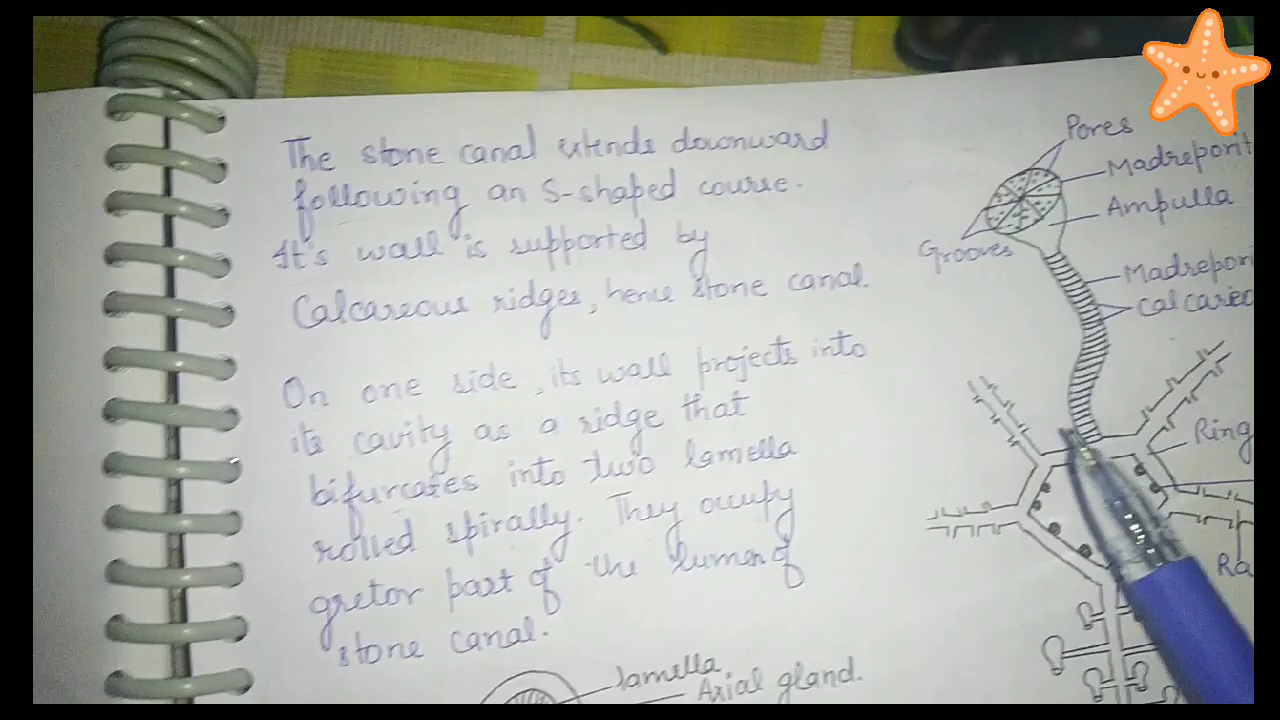 The stone canal extends downward
following an S-shaped course.
It's wall is supported by
Calcareous ridges, hence stone canal.
On one side, its wall projects into
its cavity as a ridge that
bifurcates into two lamella
rolled spirally. They occupy
gretor part of the lumen of
stone canal.
lamella
Axial gland.
Pores
Madreporit
Ampulla
Grooves
Madrepori
Calcareo
Ring
Ra